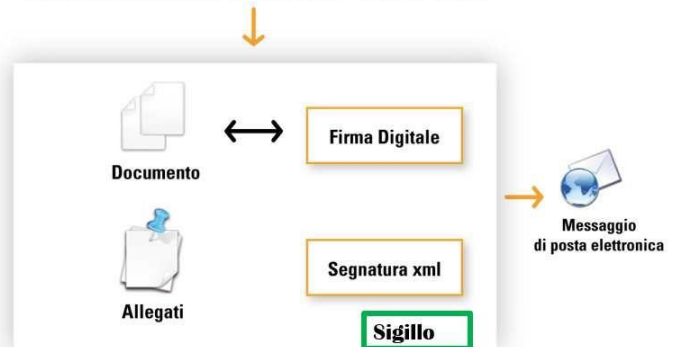 Documento
Firma Digitale
Messaggio
di posta elettronica
Allegati
Segnatura xml
Sigillo